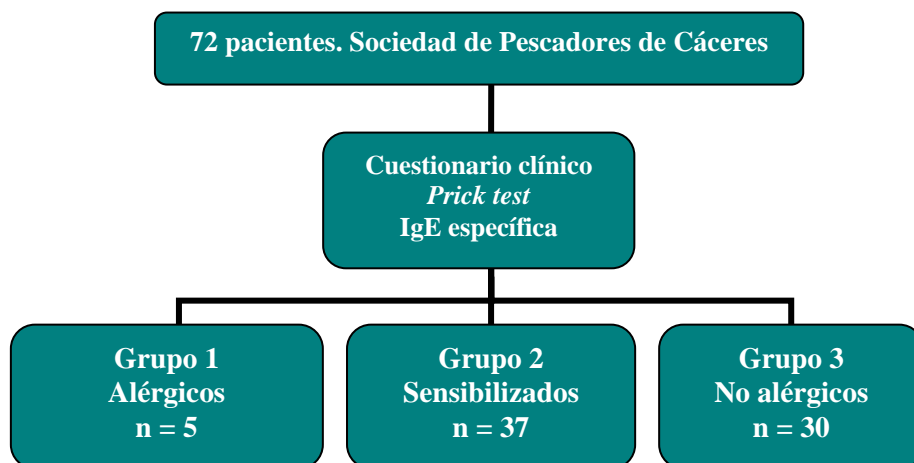 72 pacientes. Sociedad de Pescadores de Cáceres
Cuestionario clínico
Prick test
IgE específica
Grupo 1
Alérgicos
n = 5
Grupo 2
Sensibilizados
n = 37
Grupo 3
No alérgicos
n = 30